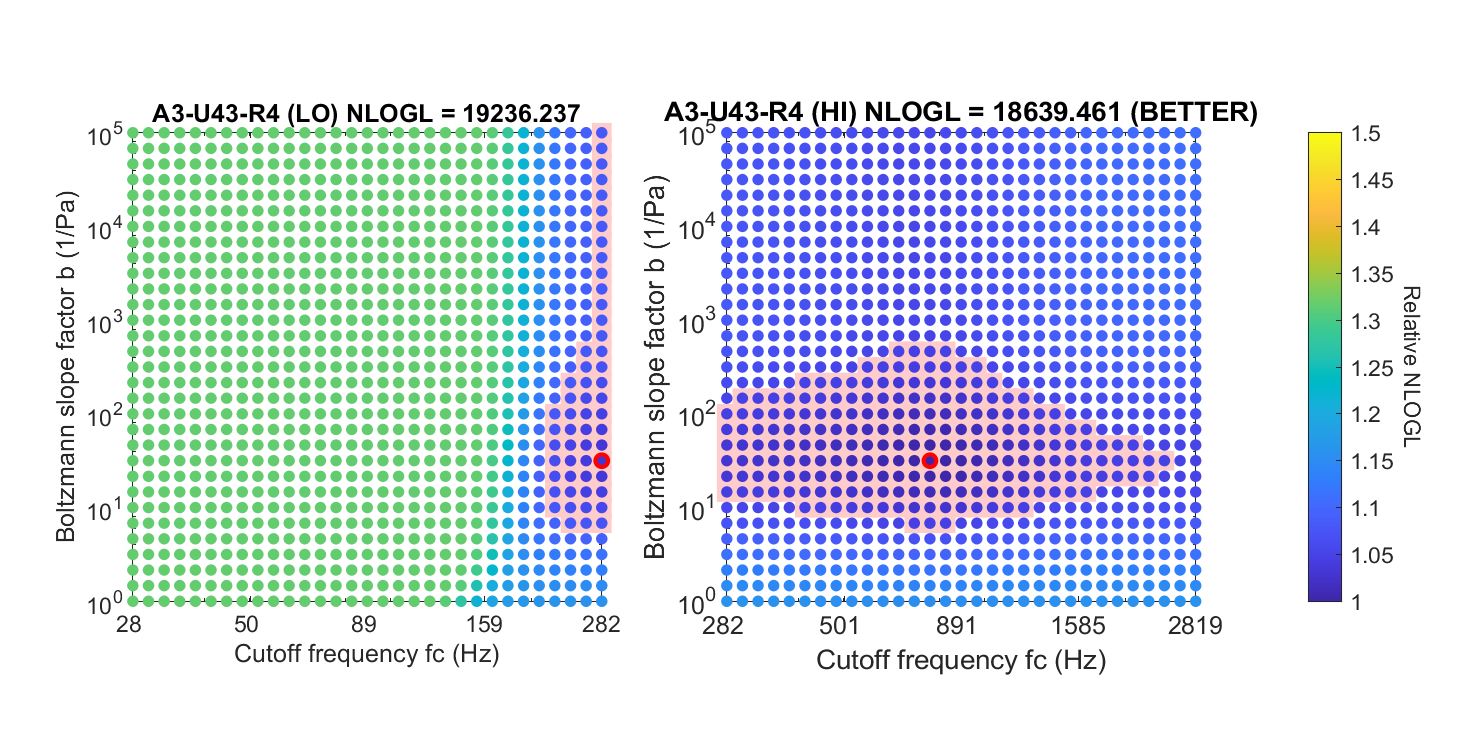 A3-U43-R4 (LO) NLOGL = 19236.237
Boltzmann slope factor b (1/Pa)
10^5
10^4
10^3
10^2
10^1
10^0
28 50 89 159 282
Cutoff frequency fc (Hz)
A3-U43-R4 (HI) NLOGL = 18639.461 (BETTER)
Boltzmann slope factor b (1/Pa)
10^5
10^4
10^3
10^2
10^1
10^0
282 501 891 1585 2819
Cutoff frequency fc (Hz)
1.5
1.45
1.4
1.35
1.3
1.25
1.2
1.15
1.1
1.05
1
Relative NLOGL